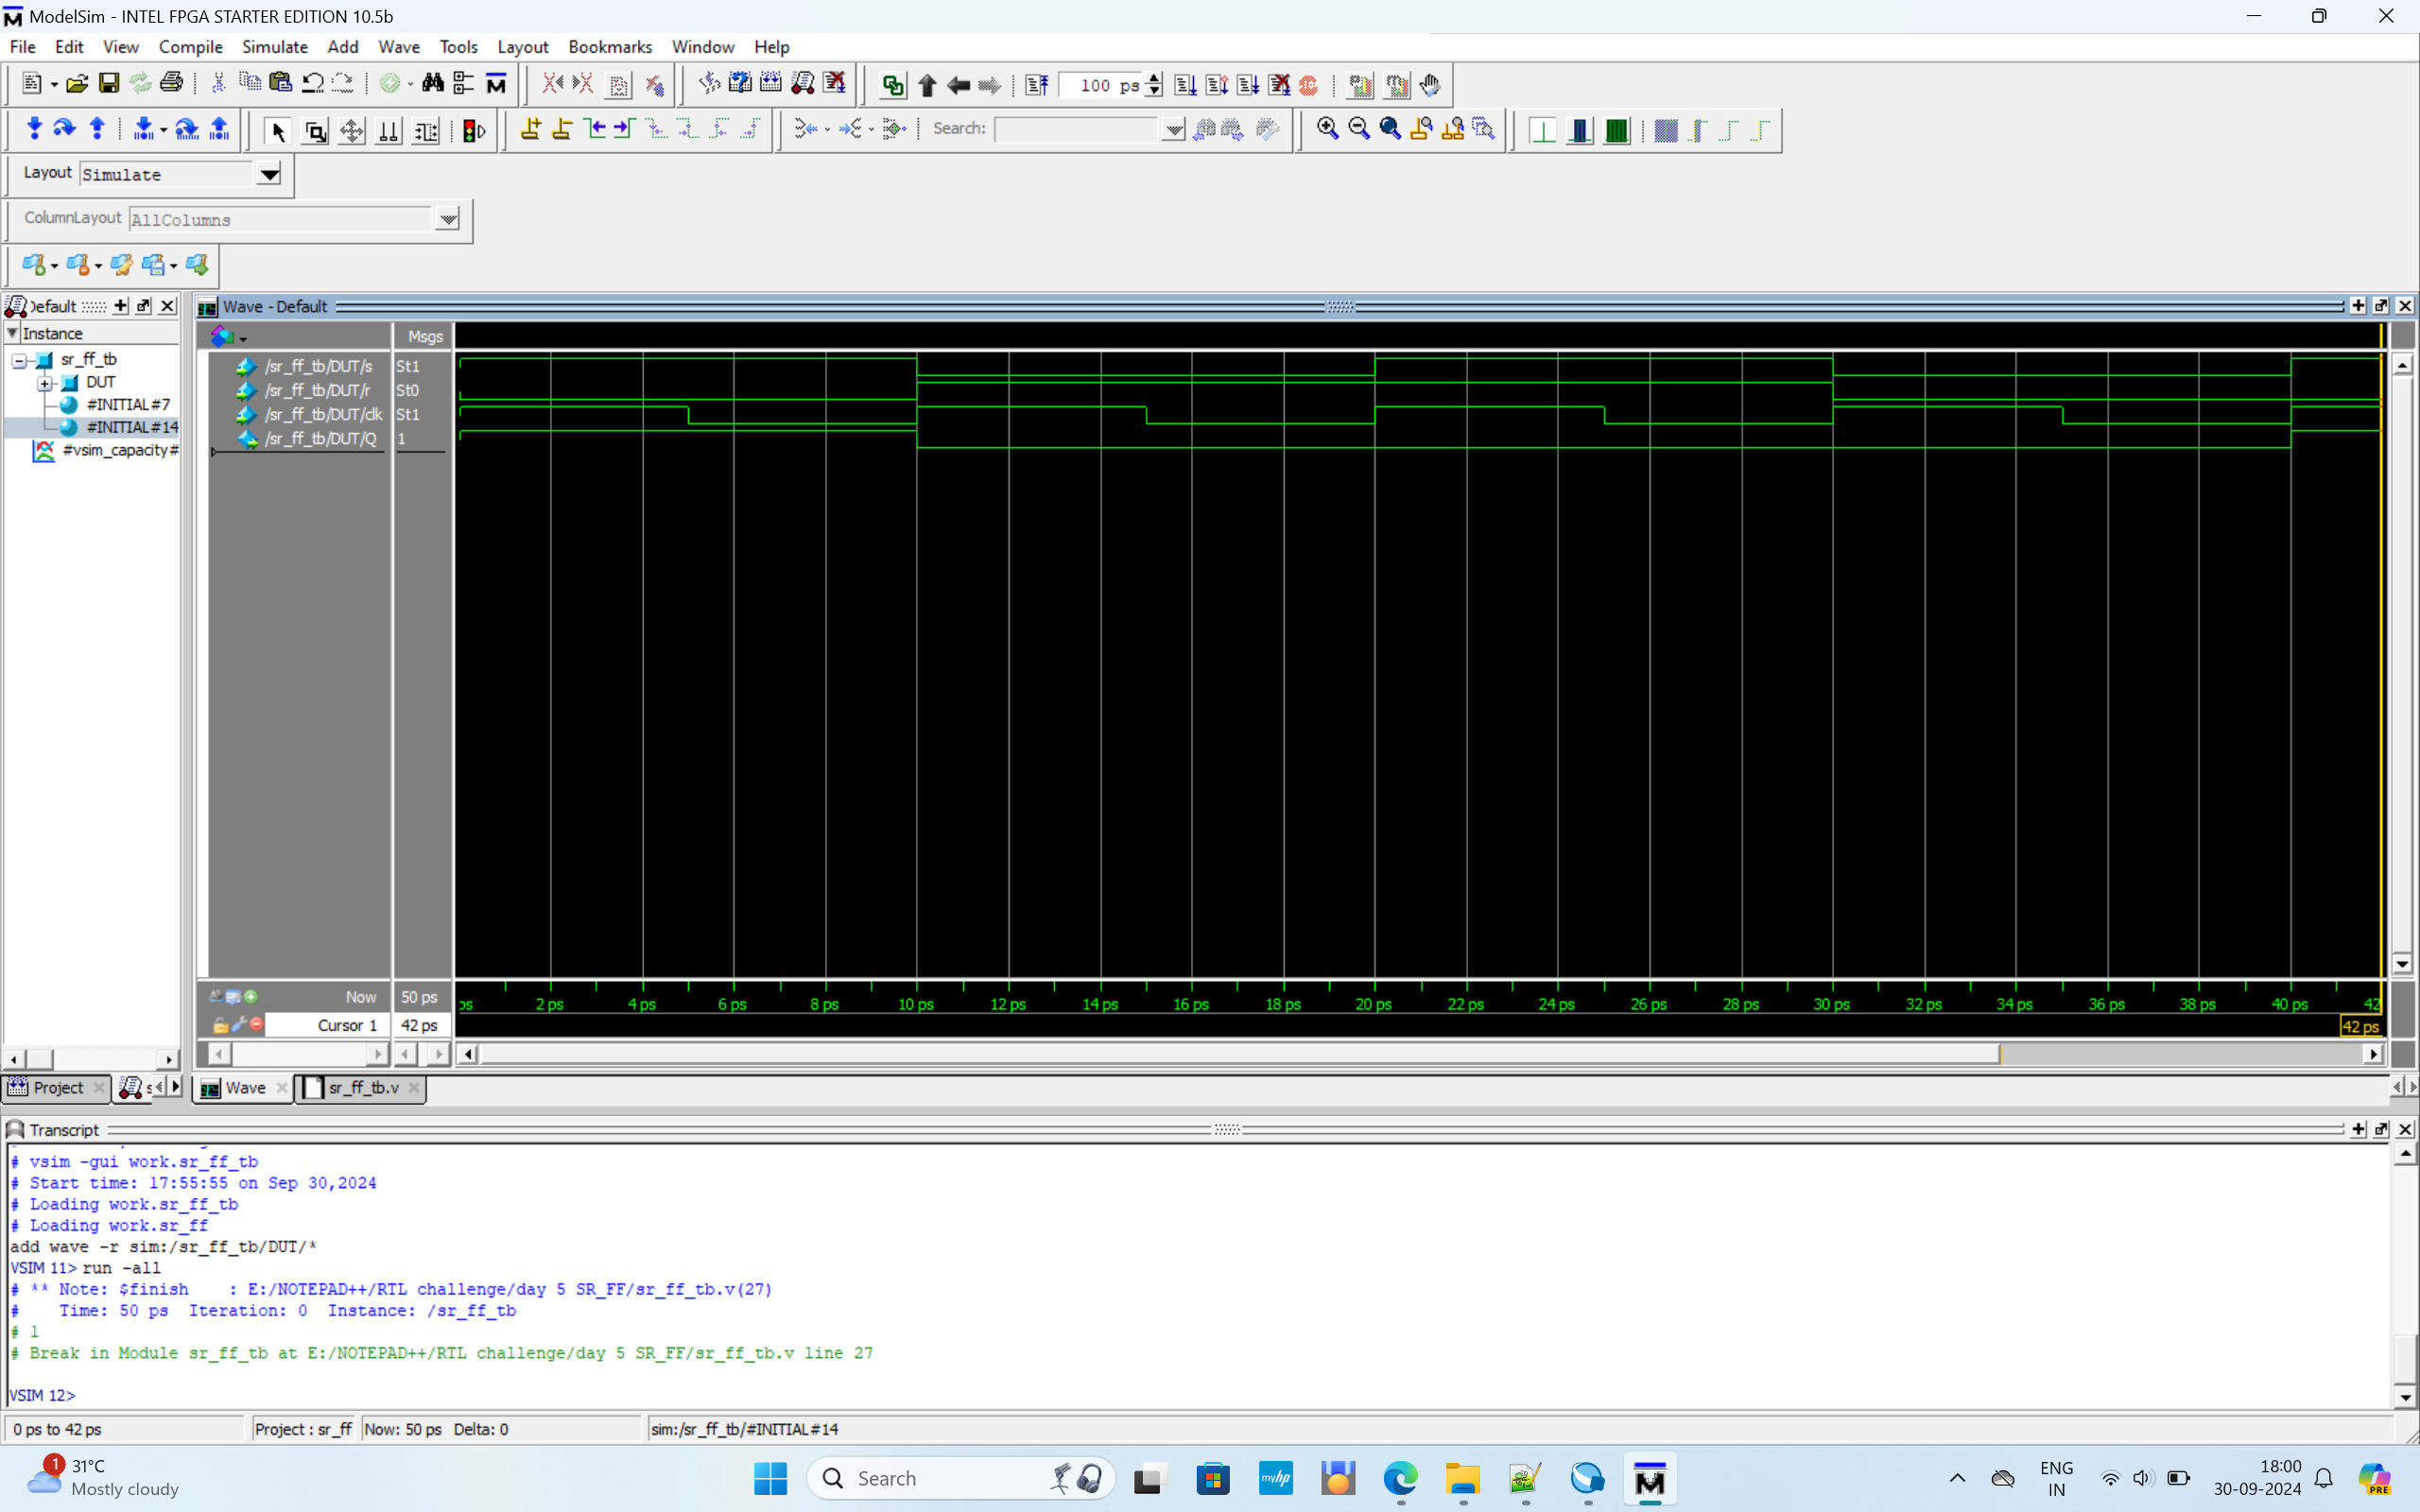 ModelSim - INTEL FPGA STARTER EDITION 10.5b
File Edit View Compile Simulate Add Wave Tools Layout Bookmarks Window Help
100 ps
Search:
Layout Simulate
ColumnLayout AllColumns
Default
Wave - Default
Instance
Msgs
sr_ff_tb
DUT
#INITIAL#7
#INITIAL#14
#vsim_capacity#
/sr_ff_tb/DUT/s St1
/sr_ff_tb/DUT/r St0
/sr_ff_tb/DUT/clk St1
/sr_ff_tb/DUT/Q 1
Now 50 ps
ps 2 ps 4 ps 6 ps 8 ps 10 ps 12 ps 14 ps 16 ps 18 ps 20 ps 22 ps 24 ps 26 ps 28 ps 30 ps 32 ps 34 ps 36 ps 38 ps 40 ps 42
Cursor 1 42 ps
42 ps
Project s
Wave sr_ff_tb.v
Transcript
# vsim -gui work.sr_ff_tb
# Start time: 17:55:55 on Sep 30,2024
# Loading work.sr_ff_tb
# Loading work.sr_ff
add wave -r sim:/sr_ff_tb/DUT/*
VSIM 11> run -all
# ** Note: $finish    : E:/NOTEPAD++/RTL challenge/day 5 SR_FF/sr_ff_tb.v(27)
#    Time: 50 ps  Iteration: 0  Instance: /sr_ff_tb
# 1
# Break in Module sr_ff_tb at E:/NOTEPAD++/RTL challenge/day 5 SR_FF/sr_ff_tb.v line 27
VSIM 12>
0 ps to 42 ps Project : sr_ff Now: 50 ps Delta: 0 sim:/sr_ff_tb/#INITIAL#14
1
31°C
Mostly cloudy
Search
myhp
ENG
IN
18:00
30-09-2024
PRE